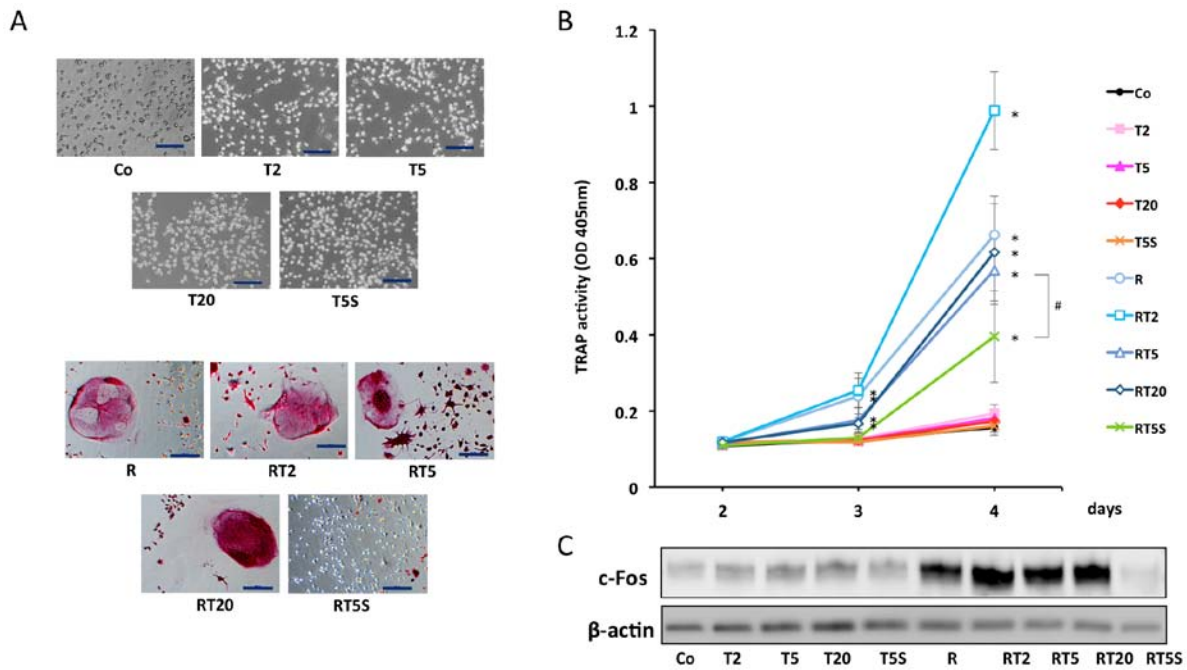 A
Co T2 T5
T20 T5S
R RT2 RT5
RT20 RT5S
B
TRAP activity (OD 405nm)
1
0.8
0.6
0.4
0.2
0
2 3 4 days
*
*
*
*
*
*
*
*
*
#
Co
T2
T5
T20
T5S
R
RT2
RT5
RT20
RT5S
C
c-Fos
β-actin
Co T2 T5 T20 T5S R RT2 RT5 RT20 RT5S